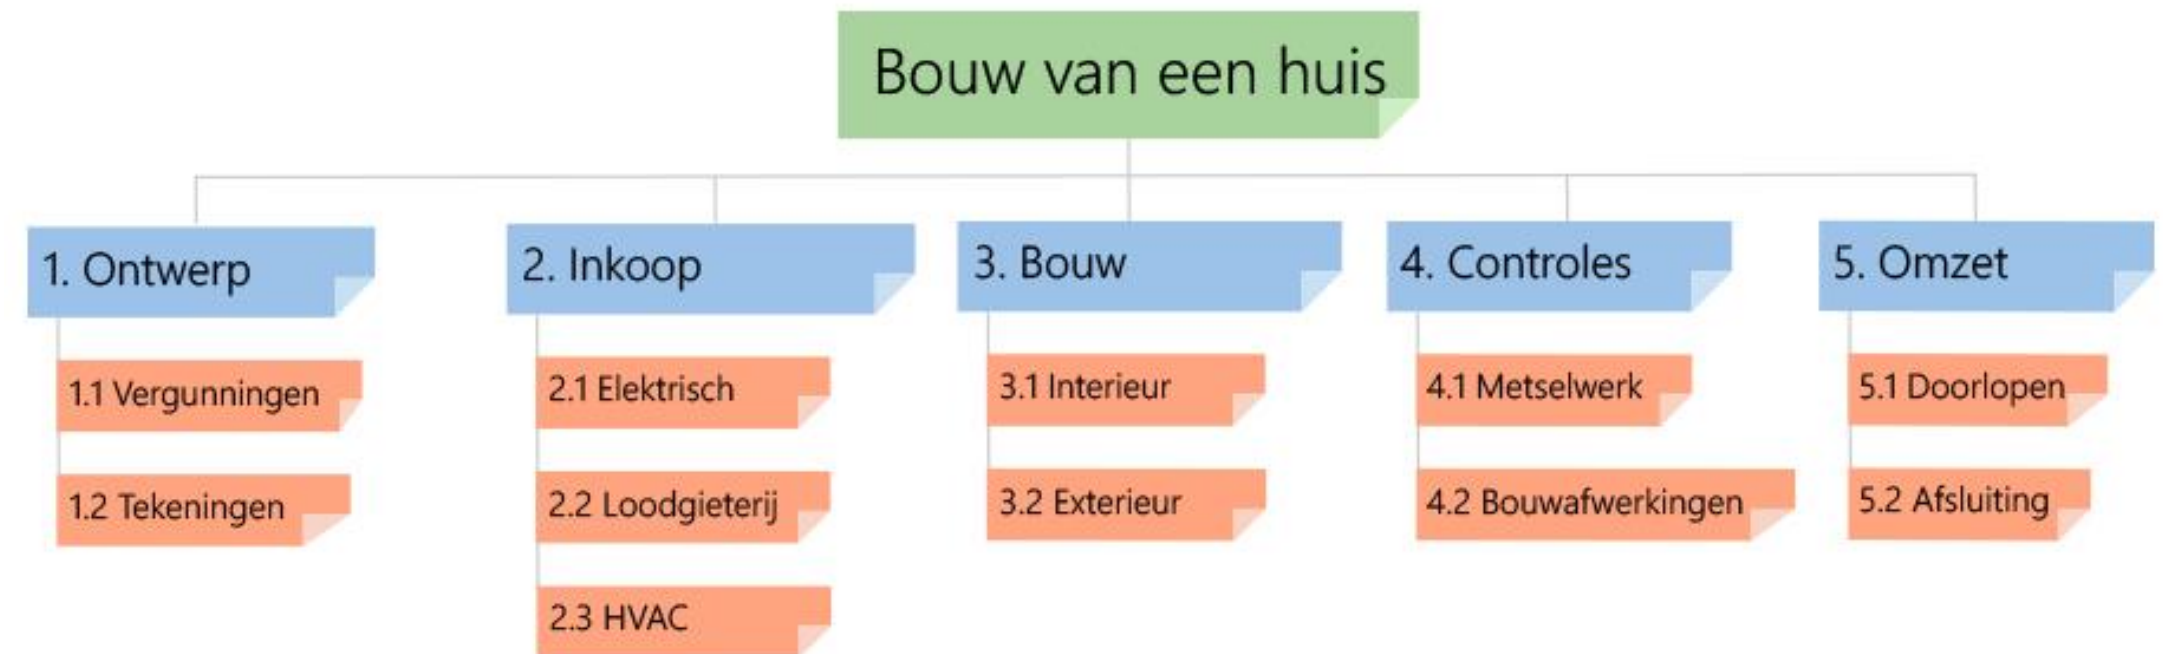 Bouw van een huis
1. Ontwerp
1.1 Vergunningen
1.2 Tekeningen
2. Inkoop
2.1 Elektrisch
2.2 Loodgieterij
2.3 HVAC
3. Bouw
3.1 Interieur
3.2 Exterieur
4. Controles
4.1 Metselwerk
4.2 Bouwafwerkingen
5. Omzet
5.1 Doorlopen
5.2 Afsluiting